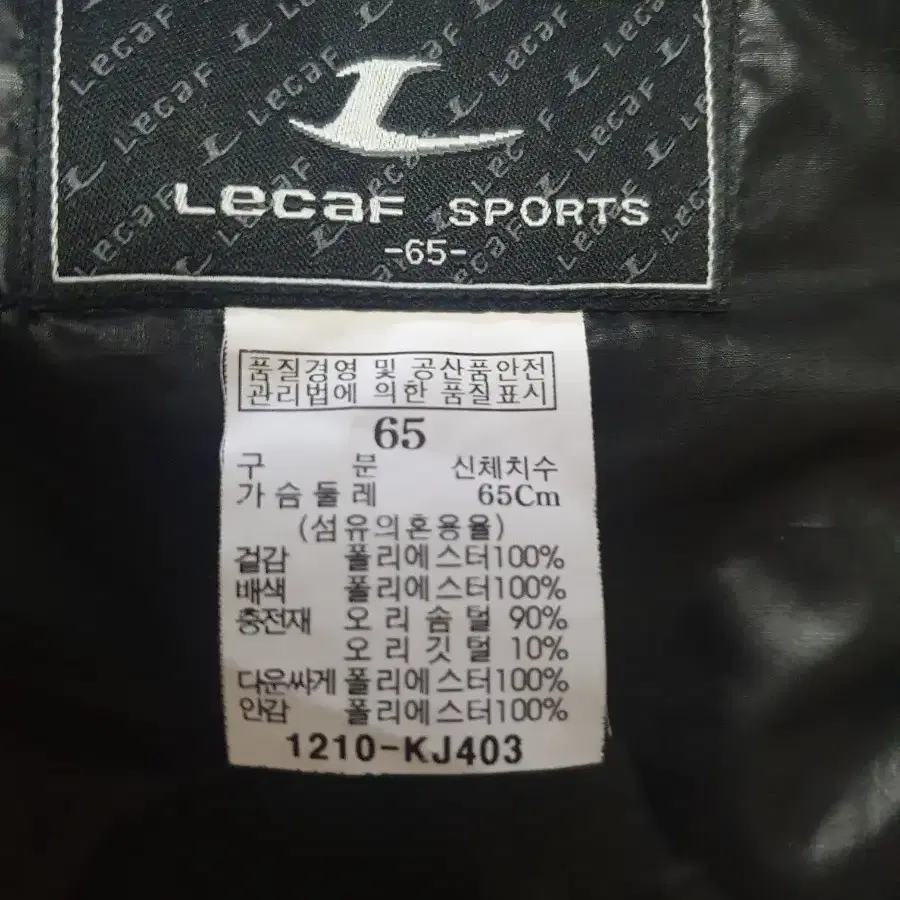 Lecaf SPORTS
-65-
품질경영 및 공산품안전
관리법에 의한 품질표시
65
구 분 신체치수
가슴둘레 65Cm
(섬유의혼용율)
겉감 폴리에스터100%
배색 폴리에스터100%
충전재 오리솜털 90%
오리깃털 10%
다운싸게 폴리에스터100%
안감 폴리에스터100%
1210-KJ403